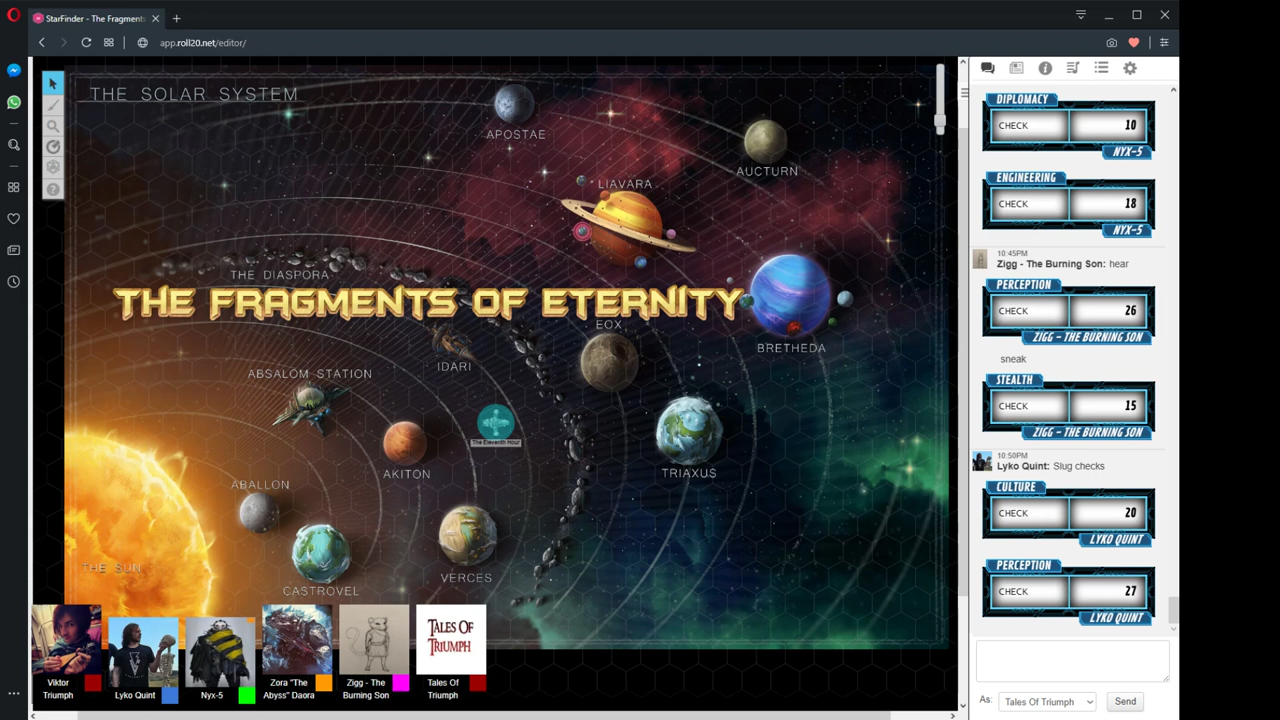 StarFinder - The Fragments
app.roll20.net/editor/
THE SOLAR SYSTEM
APOSTAE
AUCTURN
LIAVARA
THE DIASPORA
THE FRAGMENTS OF ETERNITY
EOX
BRETHEDA
IDARI
ABSALOM STATION
The Eleventh Hour
AKITON
TRIAXUS
ABALLON
THE SUN
VERCES
CASTROVEL
Viktor
Triumph
Lyko Quint
Nyx-5
Zora "The
Abyss" Daora
Zigg - The
Burning Son
TALES OF
TRIUMPH
Tales Of
Triumph
DIPLOMACY
CHECK 10
NYX-5
ENGINEERING
CHECK 18
NYX-5
10:45PM
Zigg - The Burning Son: hear
PERCEPTION
CHECK 26
ZIGG - THE BURNING SON
sneak
STEALTH
CHECK 15
ZIGG - THE BURNING SON
10:50PM
Lyko Quint: Slug checks
CULTURE
CHECK 20
LYKO QUINT
PERCEPTION
CHECK 27
LYKO QUINT
As: Tales Of Triumph Send